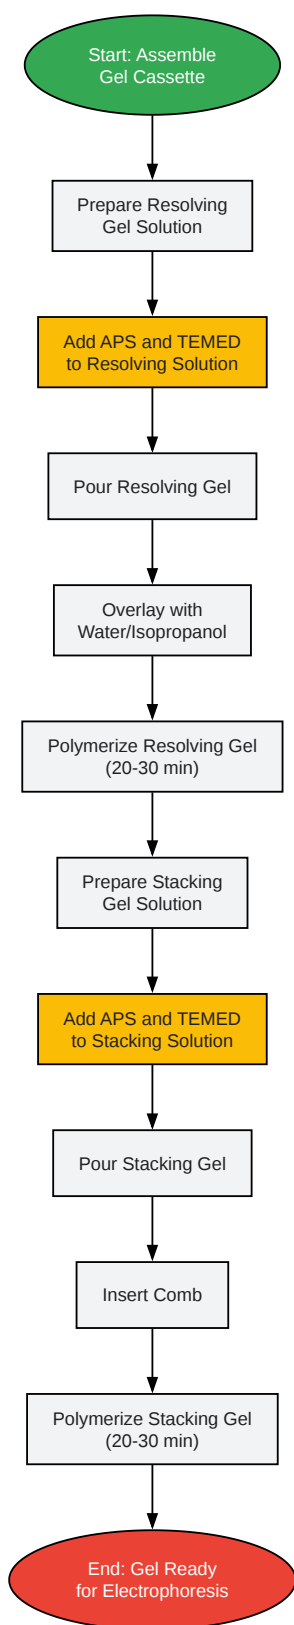 Start: Assemble
Gel Cassette
Prepare Resolving
Gel Solution
Add APS and TEMED
to Resolving Solution
Pour Resolving Gel
Overlay with
Water/Isopropanol
Polymerize Resolving Gel
(20-30 min)
Prepare Stacking
Gel Solution
Add APS and TEMED
to Stacking Solution
Pour Stacking Gel
Insert Comb
Polymerize Stacking Gel
(20-30 min)
End: Gel Ready
for Electrophoresis